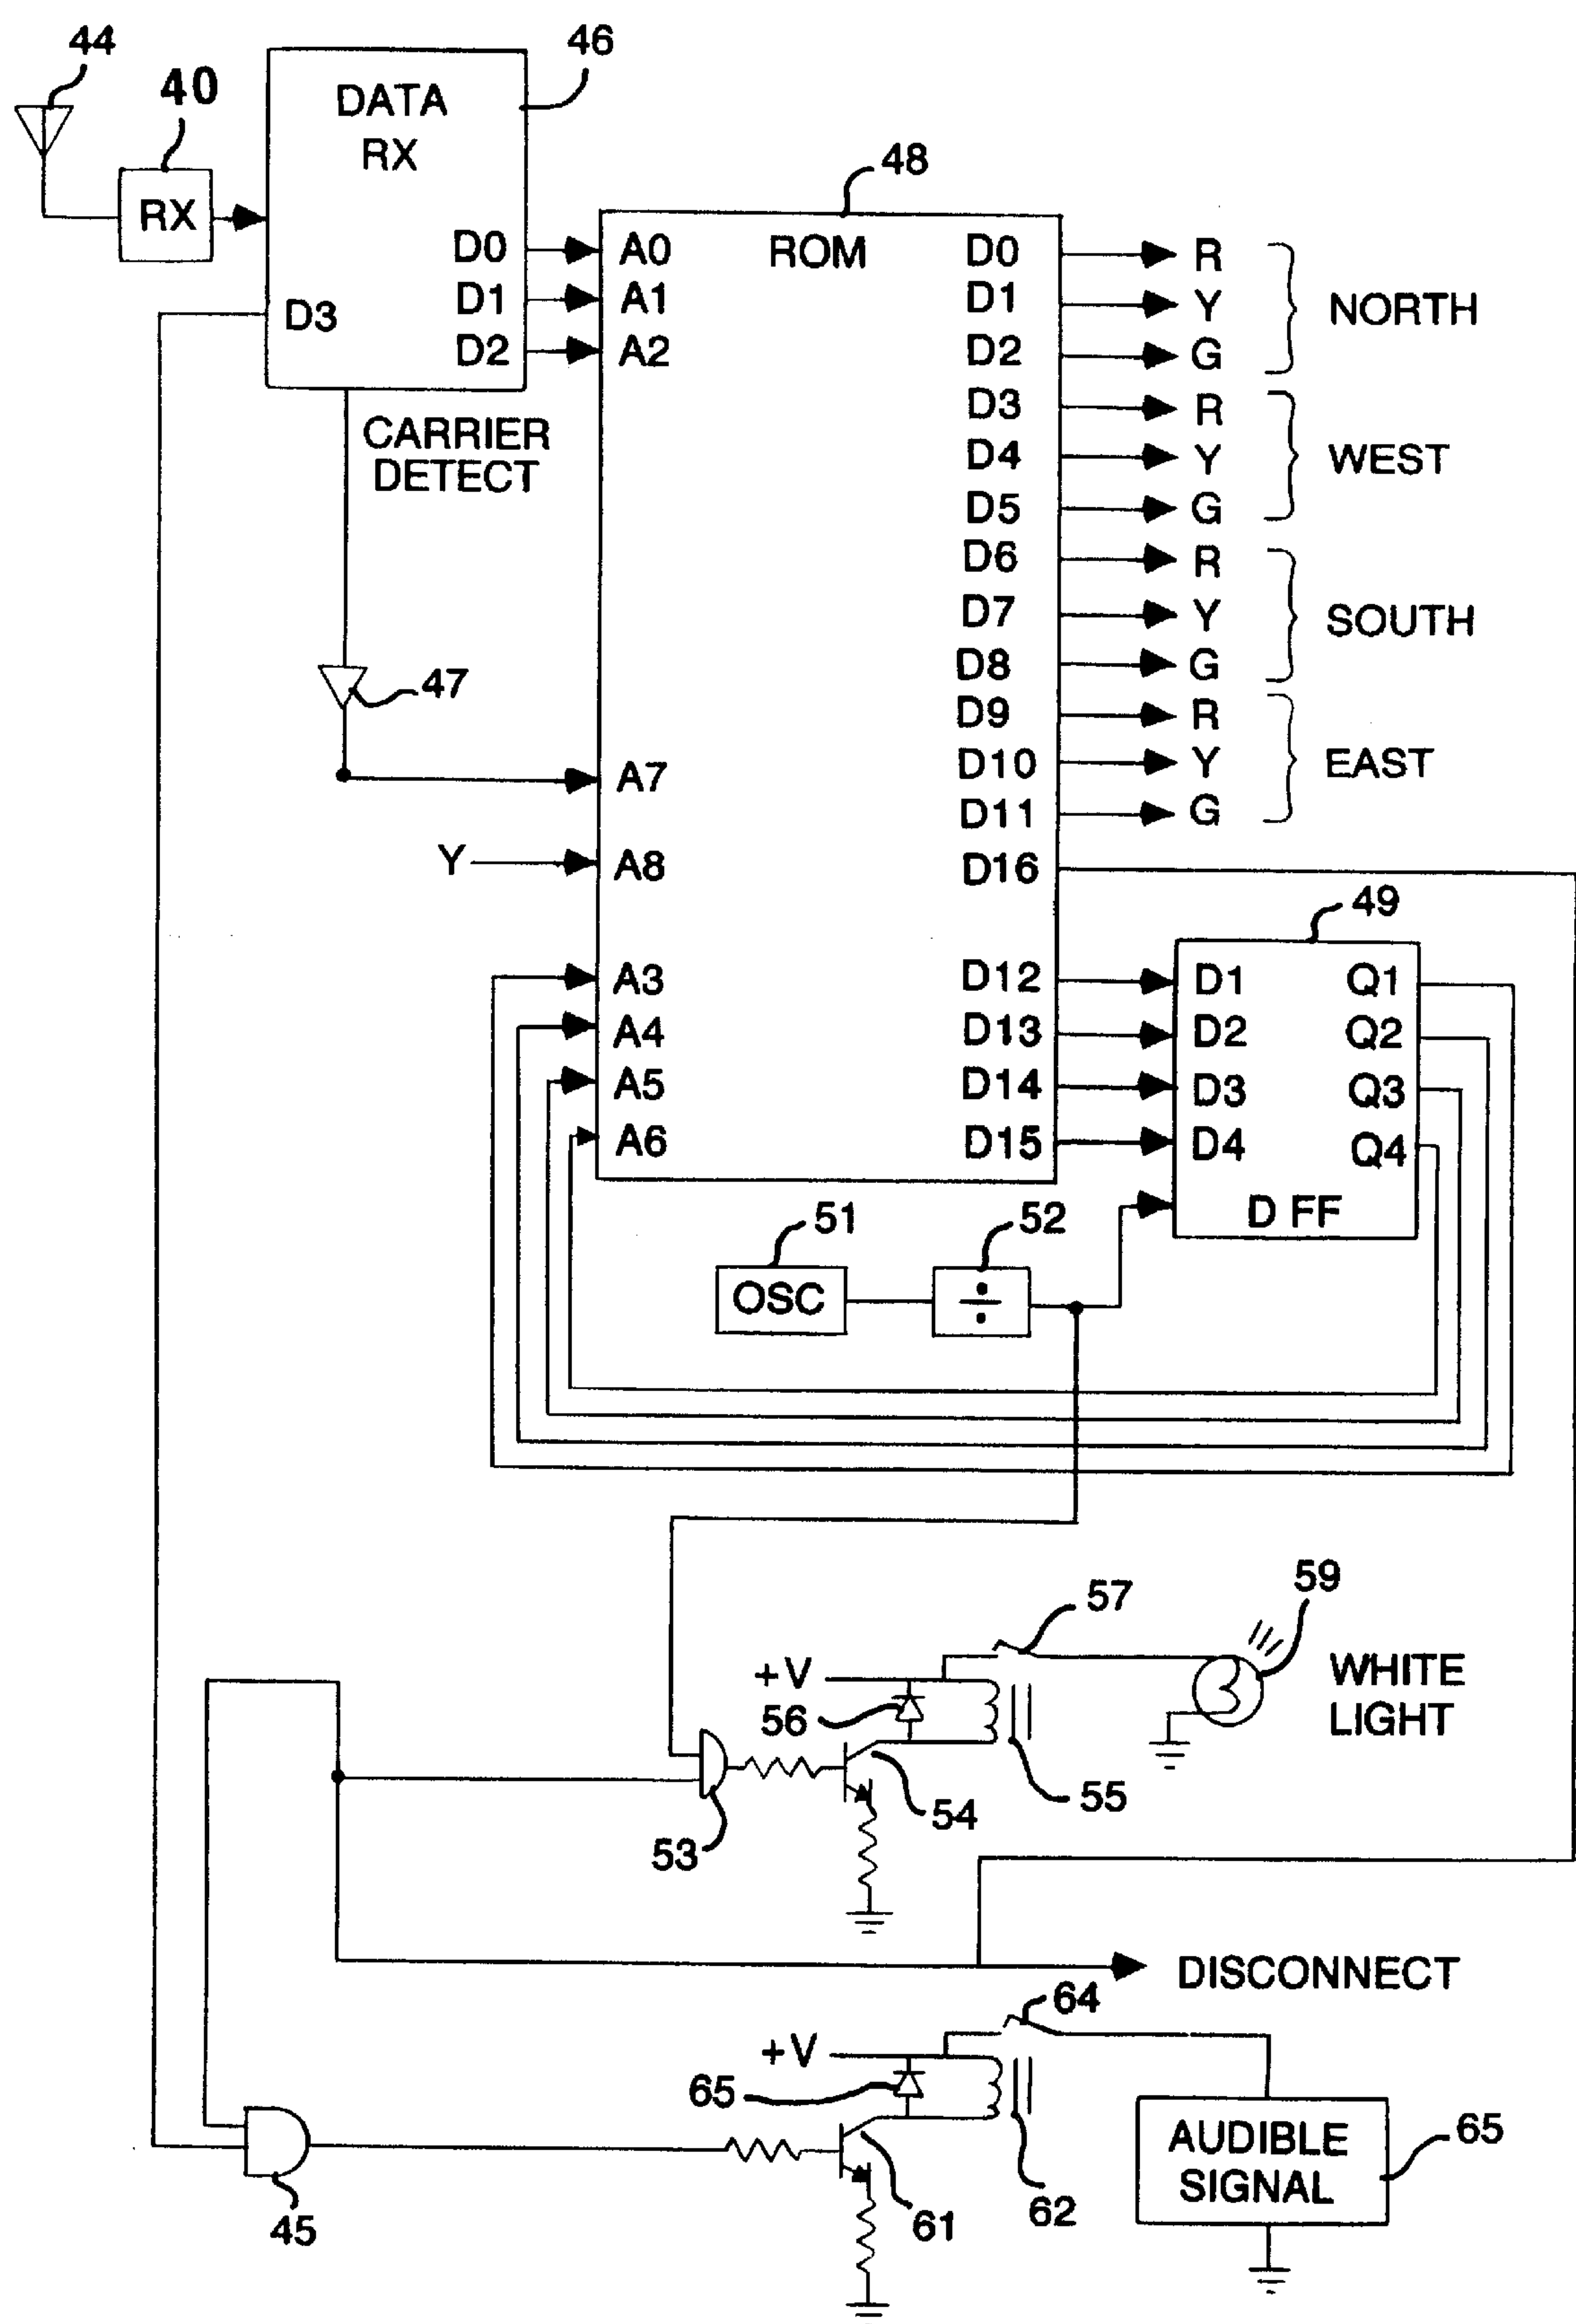 44
40
46
DATA
RX
RX
48
D0
D1
D2
D3
A0
A1
A2
ROM
D0
D1
D2
D3
D4
D5
D6
D7
D8
D9
D10
D11
D16
R
Y
G
NORTH
R
Y
G
WEST
R
Y
G
SOUTH
R
Y
G
EAST
CARRIER
DETECT
47
A7
Y
A8
49
A3
A4
A5
A6
D12
D13
D14
D15
D1
D2
D3
D4
Q1
Q2
Q3
Q4
D FF
51
52
OSC
÷
57
59
+V
56
WHITE
LIGHT
55
54
53
DISCONNECT
64
+V
65
AUDIBLE
SIGNAL
65
62
61
45